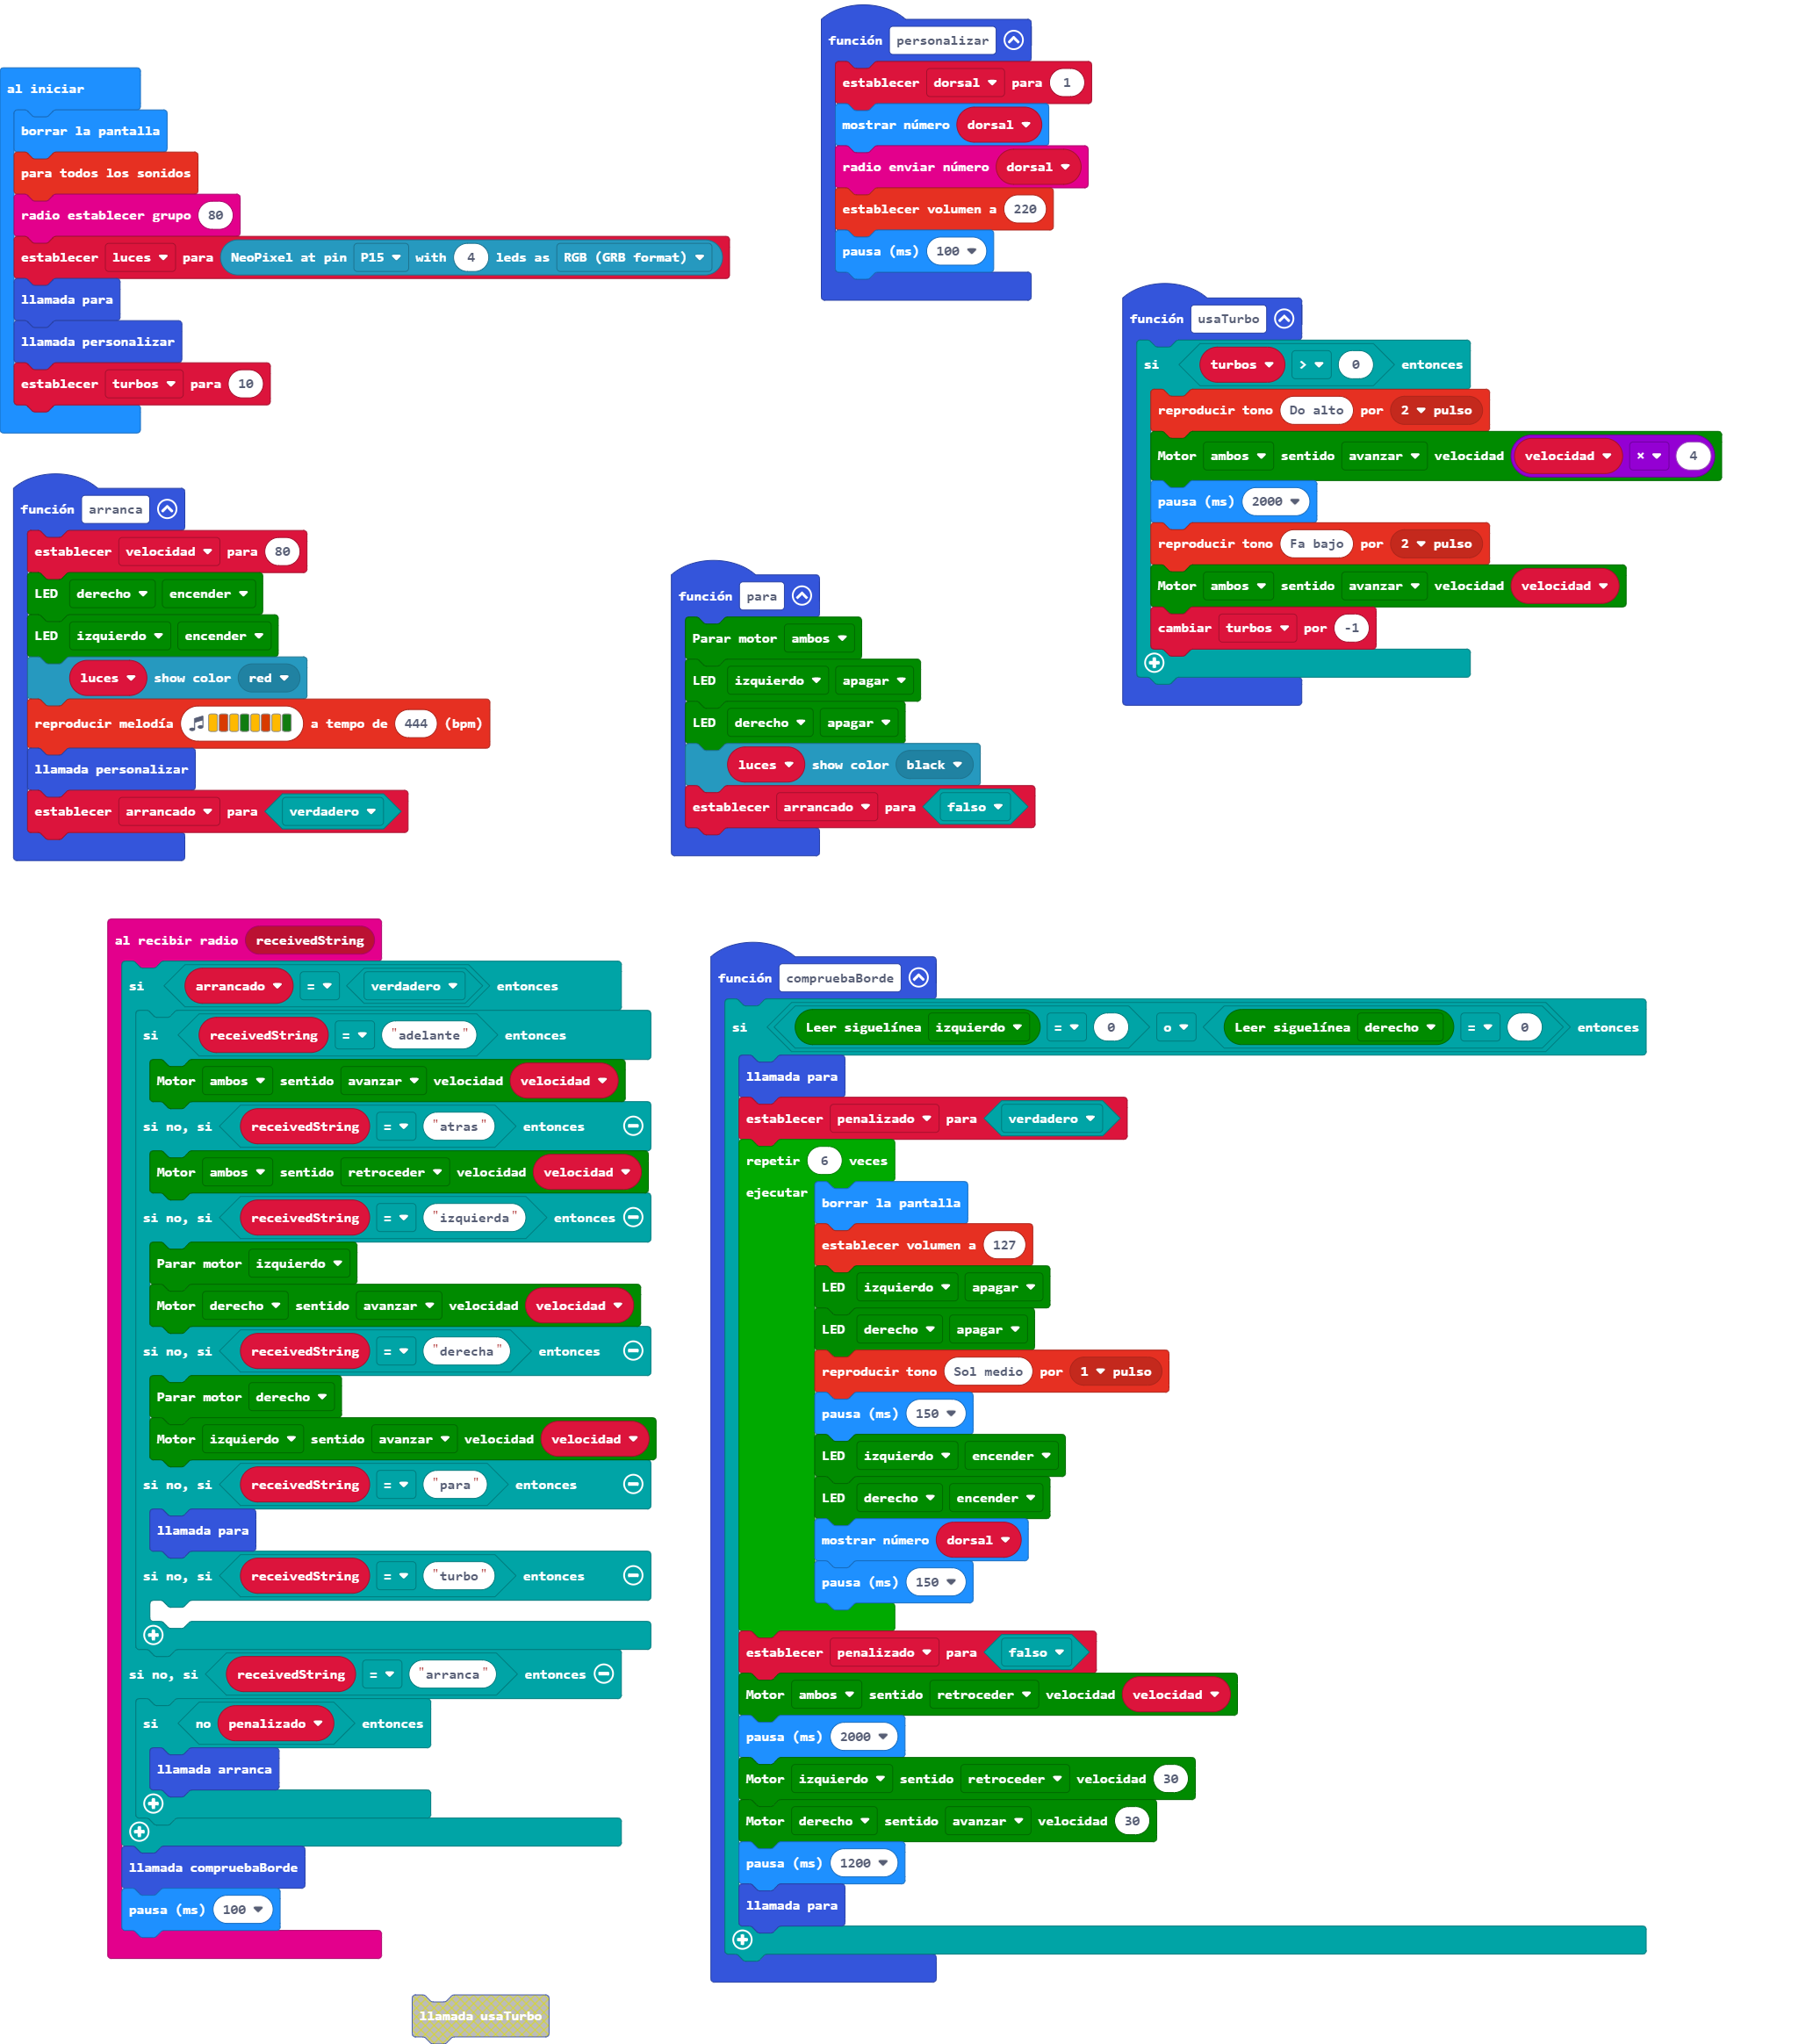 al iniciar
borrar la pantalla
para todos los sonidos
radio establecer grupo 80
establecer luces para NeoPixel at pin P15 with 4 leds as RGB (GRB format)
llamada para
llamada personalizar
establecer turbos para 10
función personalizar
establecer dorsal para 1
mostrar número dorsal
radio enviar número dorsal
establecer volumen a 220
pausa (ms) 100
función usaTurbo
si turbos > 0 entonces
reproducir tono Do alto por 2 pulso
Motor ambos sentido avanzar velocidad velocidad × 4
pausa (ms) 2000
reproducir tono Fa bajo por 2 pulso
Motor ambos sentido avanzar velocidad velocidad
cambiar turbos por -1
función arranca
establecer velocidad para 80
LED derecho encender
LED izquierdo encender
luces show color red
reproducir melodía a tempo de 444 (bpm)
llamada personalizar
establecer arrancado para verdadero
función para
Parar motor ambos
LED izquierdo apagar
LED derecho apagar
luces show color black
establecer arrancado para falso
al recibir radio receivedString
si arrancado = verdadero entonces
si receivedString = "adelante" entonces
Motor ambos sentido avanzar velocidad velocidad
si no, si receivedString = "atras" entonces
Motor ambos sentido retroceder velocidad velocidad
si no, si receivedString = "izquierda" entonces
Parar motor izquierdo
Motor derecho sentido avanzar velocidad velocidad
si no, si receivedString = "derecha" entonces
Parar motor derecho
Motor izquierdo sentido avanzar velocidad velocidad
si no, si receivedString = "para" entonces
llamada para
si no, si receivedString = "turbo" entonces
si no, si receivedString = "arranca" entonces
si no penalizado entonces
llamada arranca
llamada compruebaBorde
pausa (ms) 100
función compruebaBorde
si Leer siguelínea izquierdo = 0 o Leer siguelínea derecho = 0 entonces
llamada para
establecer penalizado para verdadero
repetir 6 veces
ejecutar
borrar la pantalla
establecer volumen a 127
LED izquierdo apagar
LED derecho apagar
reproducir tono Sol medio por 1 pulso
pausa (ms) 150
LED izquierdo encender
LED derecho encender
mostrar número dorsal
pausa (ms) 150
establecer penalizado para falso
Motor ambos sentido retroceder velocidad velocidad
pausa (ms) 2000
Motor izquierdo sentido retroceder velocidad 30
Motor derecho sentido avanzar velocidad 30
pausa (ms) 1200
llamada para
llamada usaTurbo